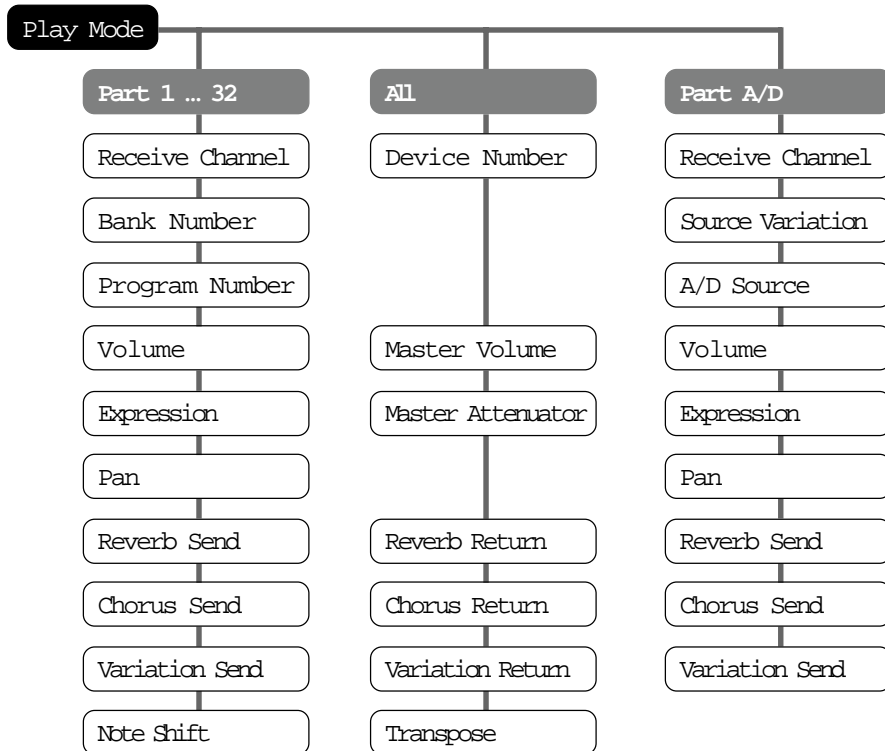 Play Mode
Part 1 … 32
Receive Channel
Bank Number
Program Number
Volume
Expression
Pan
Reverb Send
Chorus Send
Variation Send
Note Shift
All
Device Number
Master Volume
Master Attenuator
Reverb Return
Chorus Return
Variation Return
Transpose
Part A/D
Receive Channel
Source Variation
A/D Source
Volume
Expression
Pan
Reverb Send
Chorus Send
Variation Send